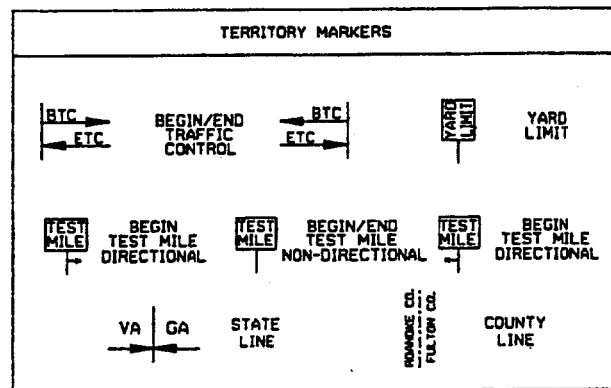 TERRITORY MARKERS
BTC
ETC
BEGIN/END
TRAFFIC
CONTROL
BTC
ETC
YARD
LIMIT
YARD
LIMIT
TEST
MILE
BEGIN
TEST MILE
DIRECTIONAL
TEST
MILE
BEGIN/END
TEST MILE
NON-DIRECTIONAL
TEST
MILE
BEGIN
TEST MILE
DIRECTIONAL
VA
GA
STATE
LINE
ROANOKE CO.
FULTON CO.
COUNTY
LINE